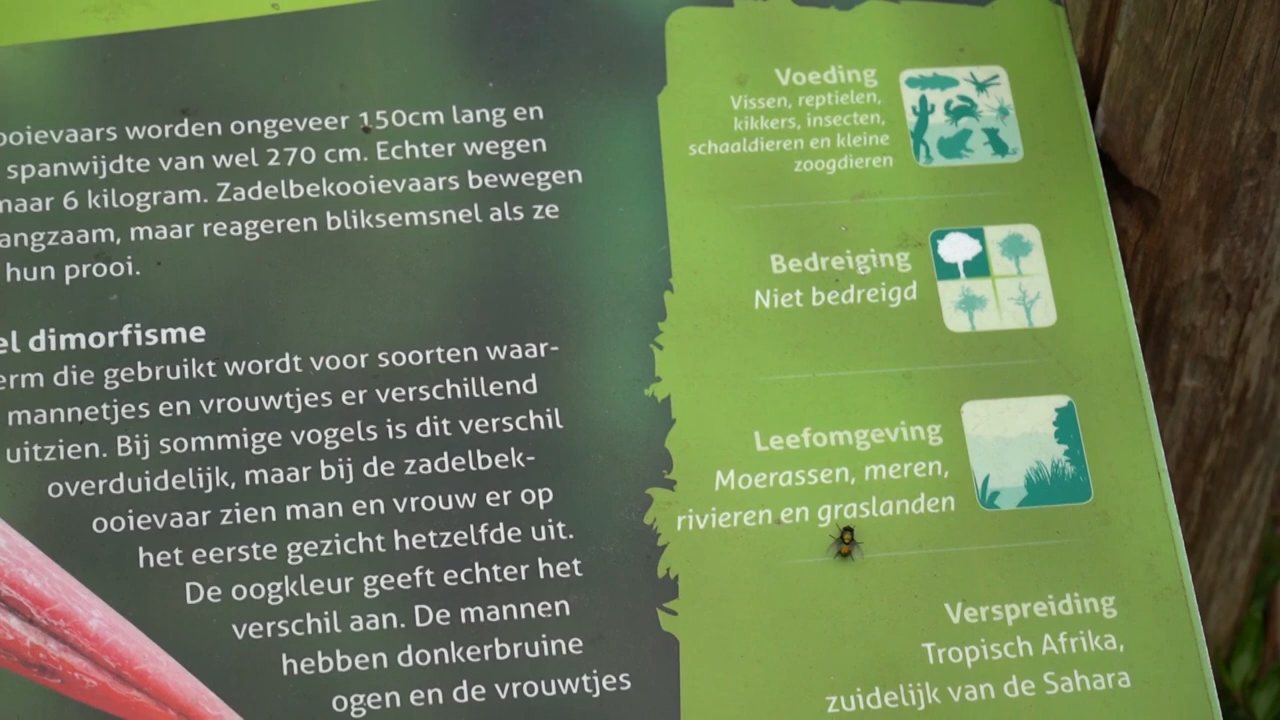 ooievaars worden ongeveer 150cm lang en
spanwijdte van wel 270 cm. Echter wegen
maar 6 kilogram. Zadelbekooievaars bewegen
angzaam, maar reageren bliksemsnel als ze
hun prooi.
el dimorfisme
erm die gebruikt wordt voor soorten waar-
mannetjes en vrouwtjes er verschillend
uitzien. Bij sommige vogels is dit verschil
overduidelijk, maar bij de zadelbek-
ooievaar zien man en vrouw er op
het eerste gezicht hetzelfde uit.
De oogkleur geeft echter het
verschil aan. De mannen
hebben donkerbruine
ogen en de vrouwtjes
Voeding
Vissen, reptielen,
kikkers, insecten,
schaaldieren en kleine
zoogdieren
Bedreiging
Niet bedreigd
Leefomgeving
Moerassen, meren,
rivieren en graslanden
Verspreiding
Tropisch Afrika,
zuidelijk van de Sahara